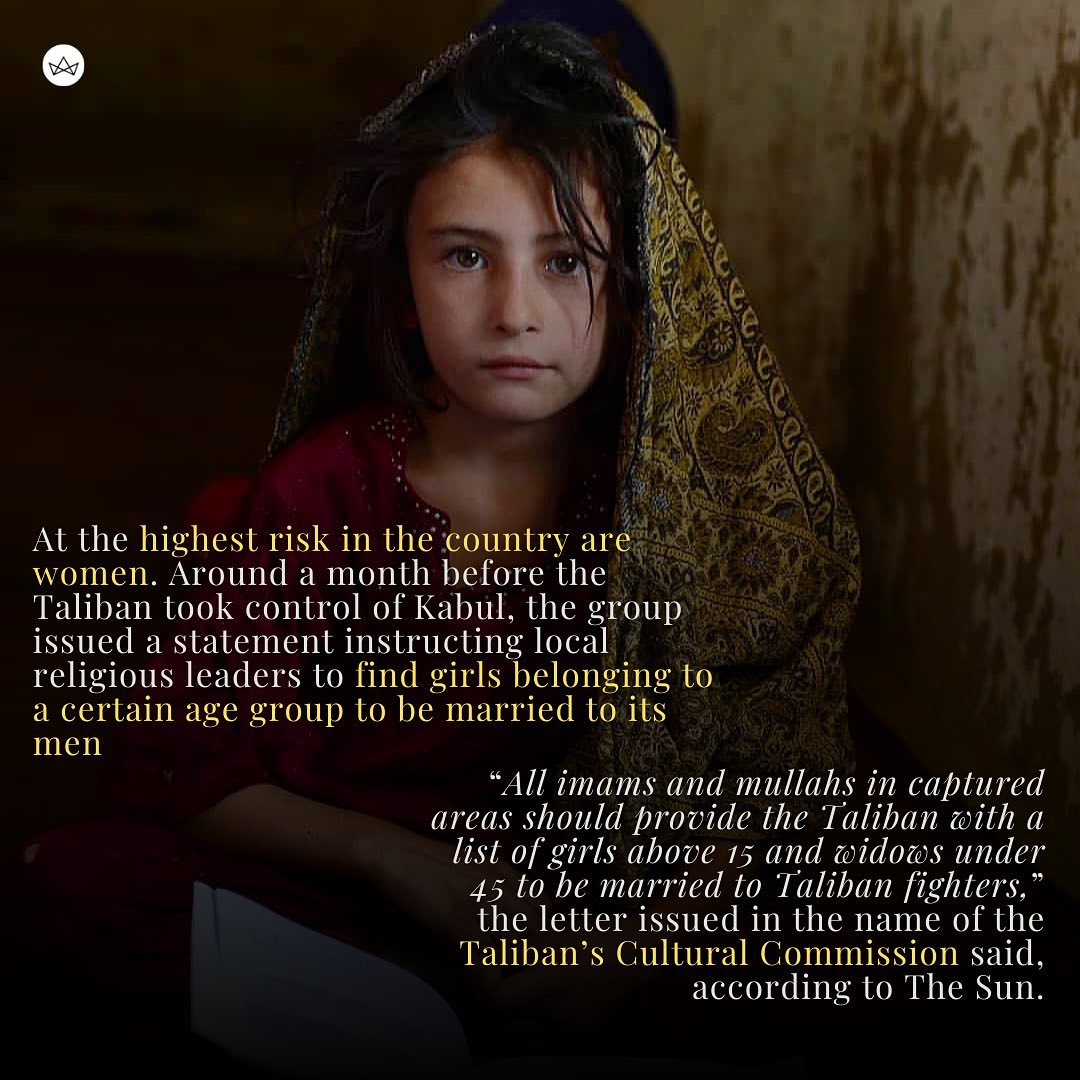 At the highest risk in the country are
women. Around a month before the
Taliban took control of Kabul, the group
issued a statement instructing local
religious leaders to find girls belonging to
a certain age group to be married to its
men
“All imams and mullahs in captured
areas should provide the Taliban with a
list of girls above 15 and widows under
45 to be married to Taliban fighters,”
the letter issued in the name of the
Taliban’s Cultural Commission said,
according to The Sun.